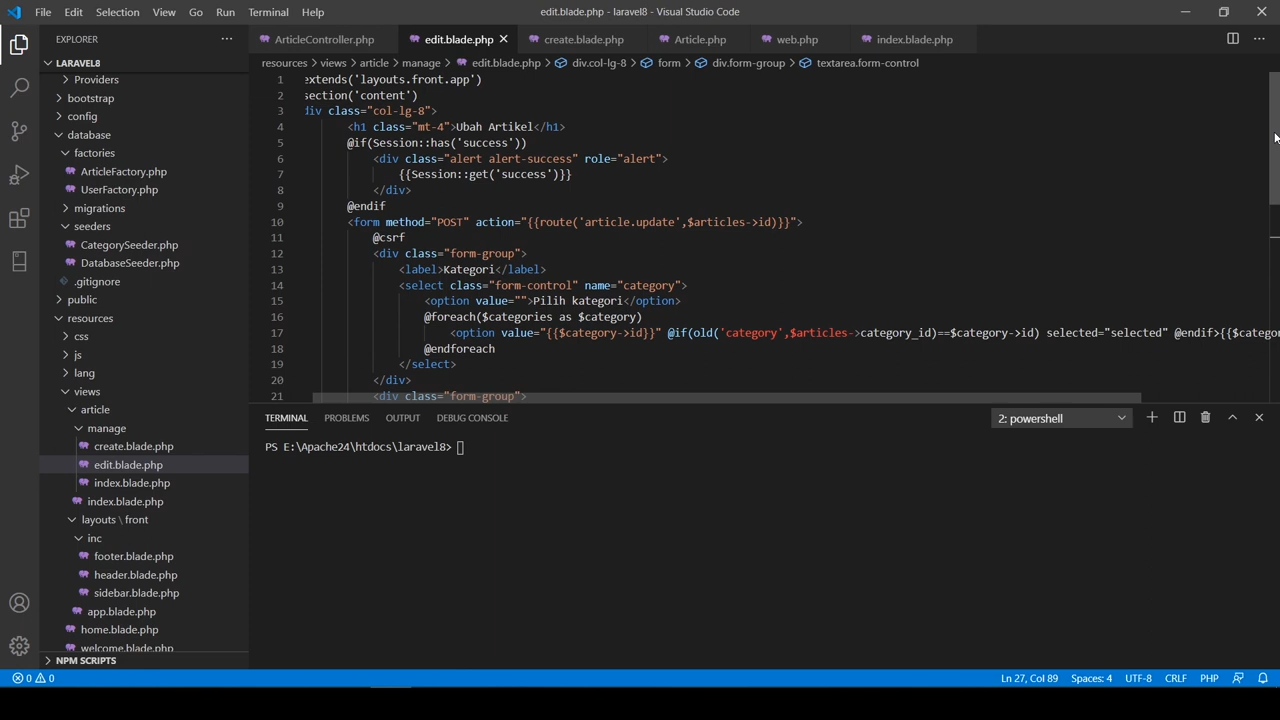 File Edit Selection View Go Run Terminal Help edit.blade.php - laravel8 - Visual Studio Code
EXPLORER
ArticleController.php edit.blade.php create.blade.php Article.php web.php index.blade.php
LARAVEL8
resources > views > article > manage > edit.blade.php > div.col-lg-8 > form > div.form-group > textarea.form-control
Providers
bootstrap
config
database
factories
ArticleFactory.php
UserFactory.php
migrations
seeders
CategorySeeder.php
DatabaseSeeder.php
.gitignore
public
resources
css
js
lang
views
article
manage
create.blade.php
edit.blade.php
index.blade.php
index.blade.php
layouts \ front
inc
footer.blade.php
header.blade.php
sidebar.blade.php
app.blade.php
home.blade.php
welcome.blade.php
NPM SCRIPTS
1 extends('layouts.front.app')
2 section('content')
3 div class="col-lg-8">
4 <h1 class="mt-4">Ubah Artikel</h1>
5 @if(Session::has('success'))
6 <div class="alert alert-success" role="alert">
7 {{Session::get('success')}}
8 </div>
9 @endif
10 <form method="POST" action="{{route('article.update',$articles->id)}}">
11 @csrf
12 <div class="form-group">
13 <label>Kategori</label>
14 <select class="form-control" name="category">
15 <option value="">Pilih kategori</option>
16 @foreach($categories as $category)
17 <option value="{{$category->id}}" @if(old('category',$articles->category_id)==$category->id) selected="selected" @endif>{{$catego
18 @endforeach
19 </select>
20 </div>
21 <div class="form-group">
TERMINAL PROBLEMS OUTPUT DEBUG CONSOLE 2: powershell
PS E:\Apache24\htdocs\laravel8>
0 0 Ln 27, Col 89 Spaces: 4 UTF-8 CRLF PHP